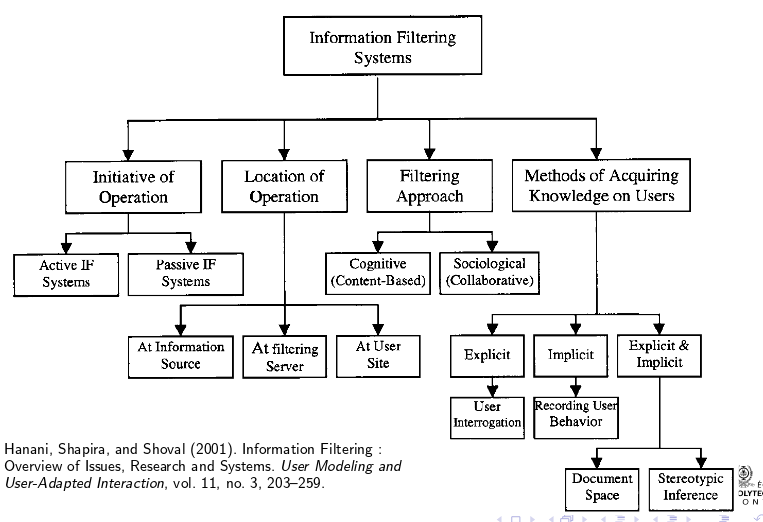 Information Filtering
Systems
Initiative of
Operation
Location of
Operation
Filtering
Approach
Methods of Acquiring
Knowledge on Users
Active IF
Systems
Passive IF
Systems
Cognitive
(Content-Based)
Sociological
(Collaborative)
At Information
Source
At filtering
Server
At User
Site
Explicit
Implicit
Explicit &
Implicit
User
Interrogation
Recording User
Behavior
Document
Space
Stereotypic
Inference
Hanani, Shapira, and Shoval (2001). Information Filtering :
Overview of Issues, Research and Systems. User Modeling and
User-Adapted Interaction, vol. 11, no. 3, 203–259.